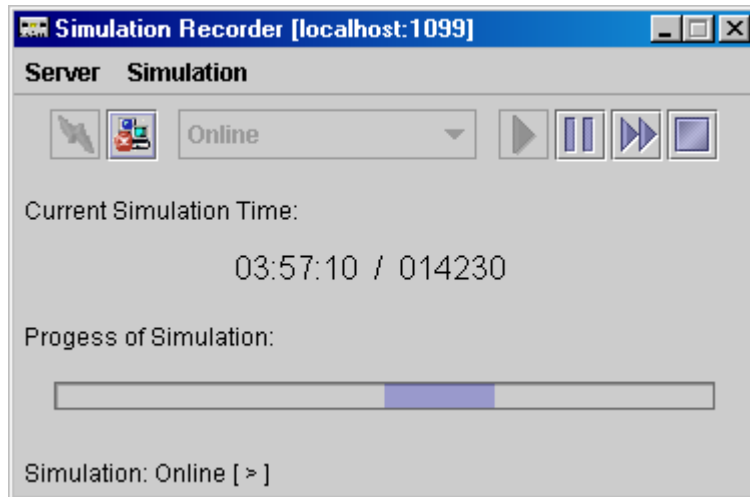 Simulation Recorder [localhost:1099]
Server Simulation
Online
Current Simulation Time:
03:57:10 / 014230
Progess of Simulation:
Simulation: Online [ > ]